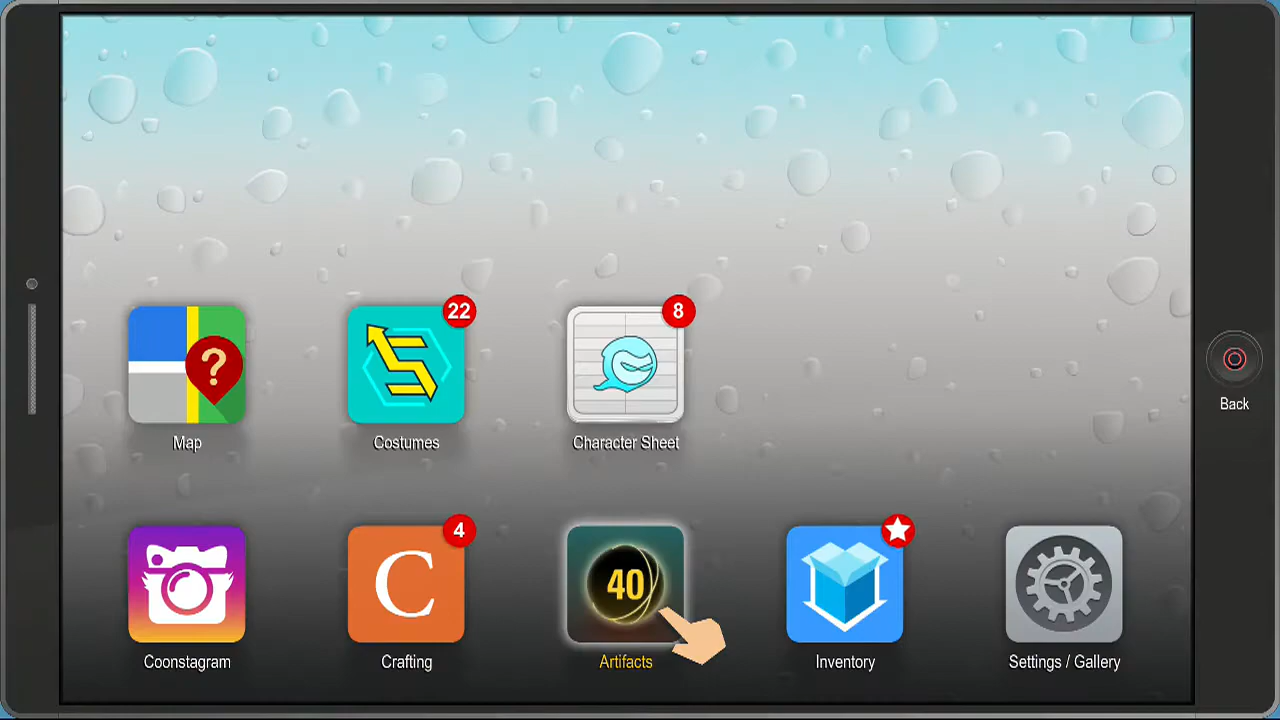 22
8
?
Map
Costumes
Character Sheet
Back
4
C
40
Coonstagram
Crafting
Artifacts
Inventory
Settings / Gallery